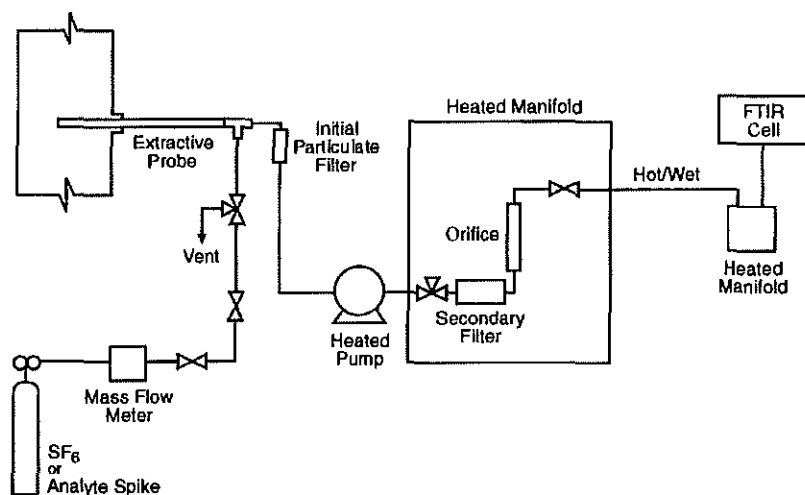 Heated Manifold
FTIR
Cell
Initial
Particulate
Filter
Extractive
Probe
Hot/Wet
Orifice
Vent
Heated
Manifold
Secondary
Filter
Heated
Pump
Mass Flow
Meter
SF6
or
Analyte Spike